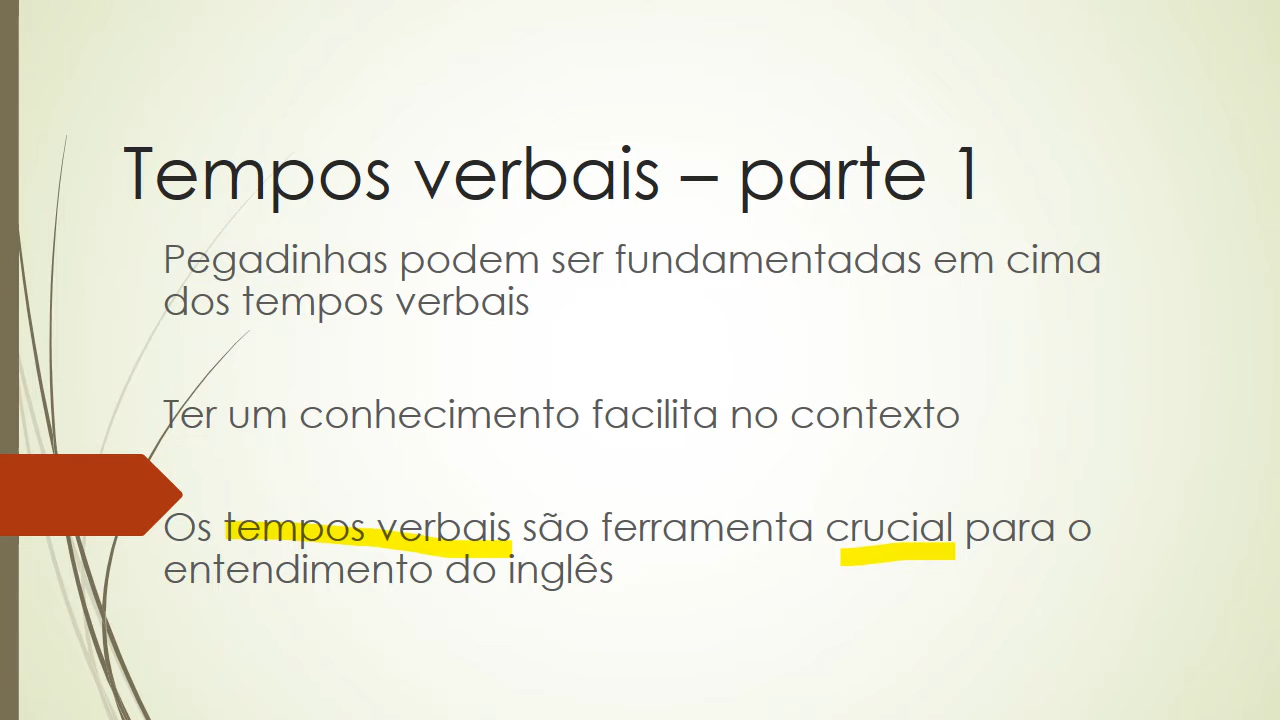 Tempos verbais – parte 1
Pegadinhas podem ser fundamentadas em cima
dos tempos verbais
Ter um conhecimento facilita no contexto
Os tempos verbais são ferramenta crucial para o
entendimento do inglês